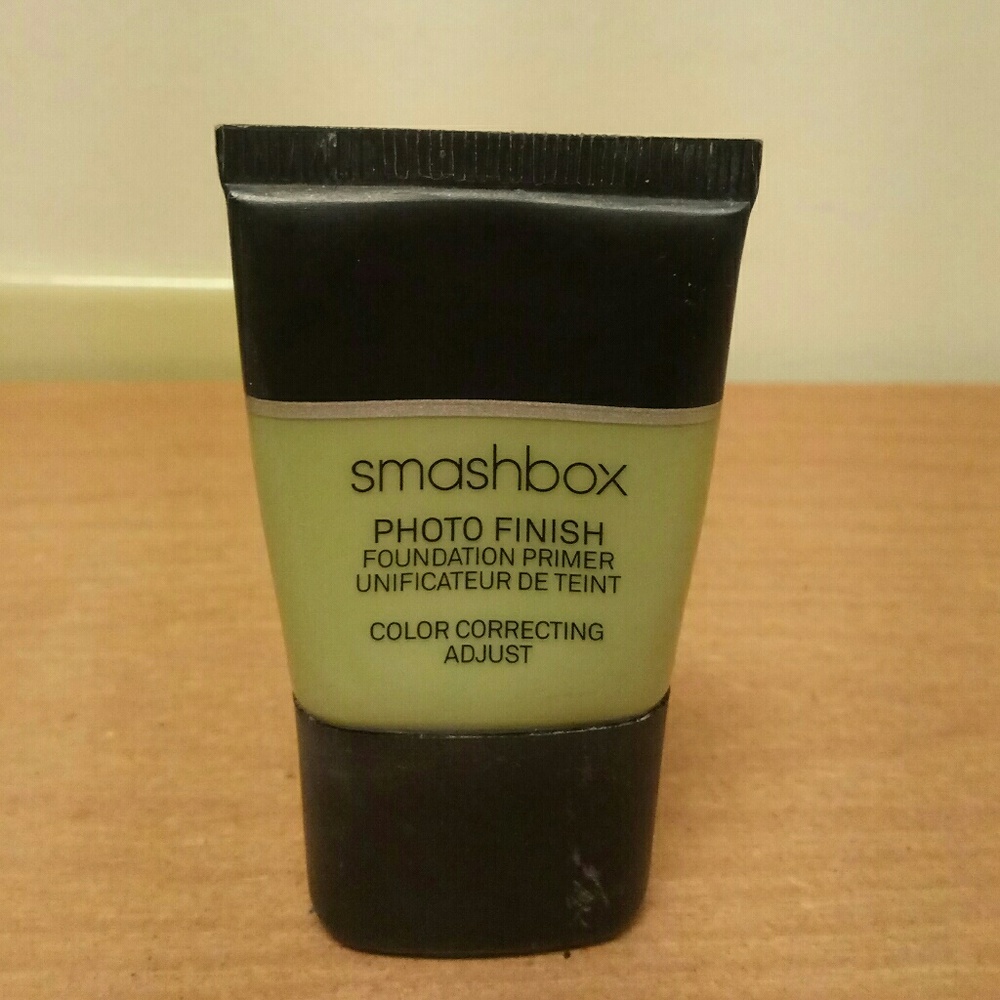 smashbox
PHOTO FINISH
FOUNDATION PRIMER
UNIFICATEUR DE TEINT
COLOR CORRECTING
ADJUST